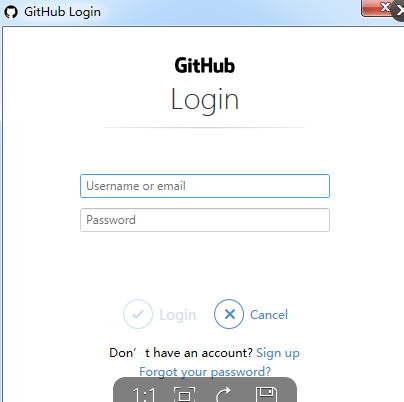 GitHub Login
GitHub
Login
Username or email
Password
Login Cancel
Don't have an account? Sign up
Forgot your password?
1:1